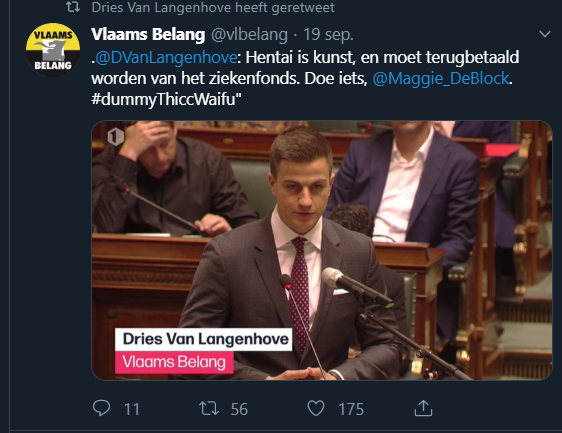 Dries Van Langenhove heeft geretweet
VLAAMS
BELANG
Vlaams Belang @vlbelang · 19 sep.
.@DVanLangenhove: Hentai is kunst, en moet terugbetaald
worden van het ziekenfonds. Doe iets, @Maggie_DeBlock.
#dummyThiccWaifu"
1
Dries Van Langenhove
Vlaams Belang
11 56 175